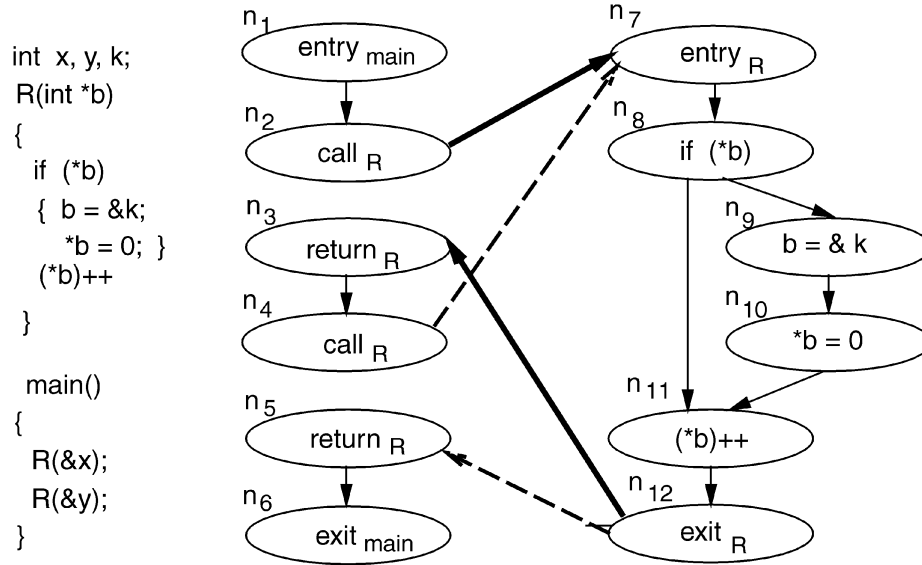 int x, y, k;
R(int *b)
{
if (*b)
{ b = &k;
*b = 0; }
(*b)++
}
main()
{
R(&x);
R(&y);
}
n1
entry main
n2
call R
n3
return R
n4
call R
n5
return R
n6
exit main
n7
entry R
n8
if (*b)
n9
b = & k
n10
*b = 0
n11
(*b)++
n12
exit R